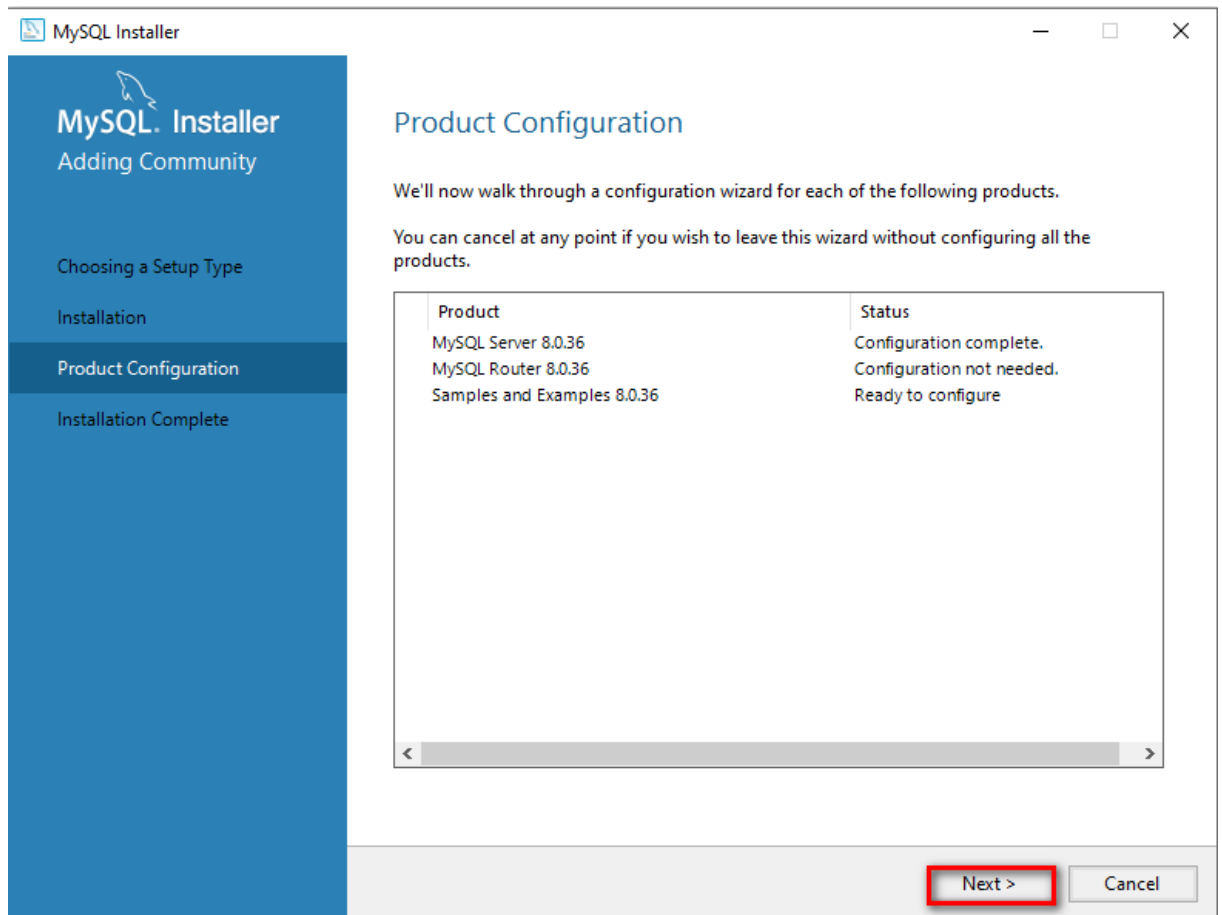 MySQL Installer
MySQL. Installer
Adding Community
Choosing a Setup Type
Installation
Product Configuration
Installation Complete
Product Configuration
We'll now walk through a configuration wizard for each of the following products.
You can cancel at any point if you wish to leave this wizard without configuring all the
products.
Product Status
MySQL Server 8.0.36 Configuration complete.
MySQL Router 8.0.36 Configuration not needed.
Samples and Examples 8.0.36 Ready to configure
Next > Cancel